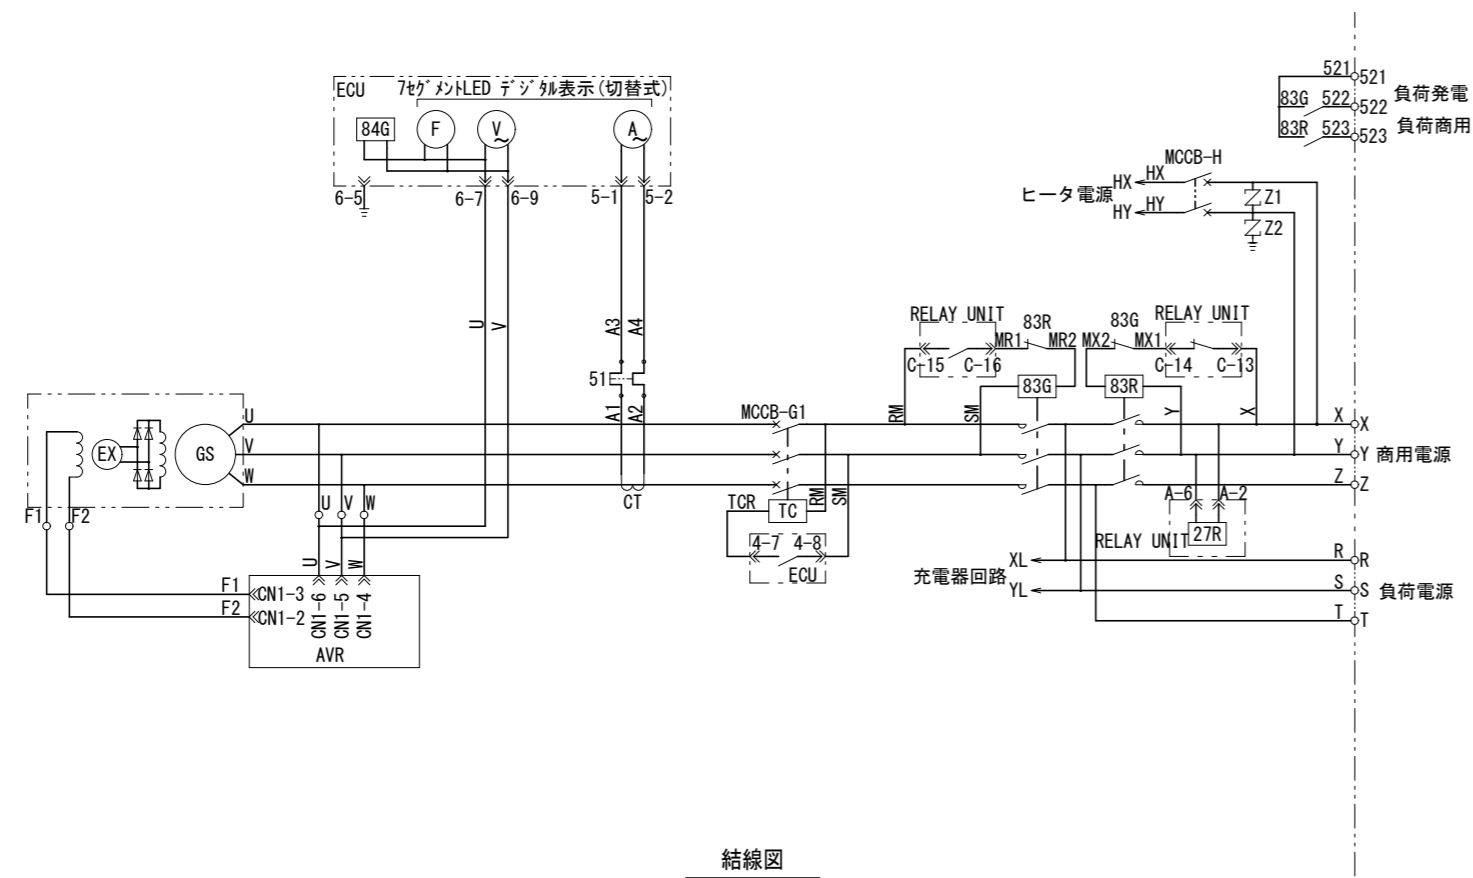 521
521
負荷発電
83G
522
522
83R
523
523
負荷商用
ECU
7ｾｸﾞﾒﾝﾄLED ﾃﾞｼﾞﾀﾙ表示(切替式)
84G
F
V
A
6-5
6-7
6-9
5-1
5-2
MCCB-H
ヒータ電源
HX
HX
HY
HY
Z1
Z2
U
V
A3
A4
51
A1
A2
RELAY UNIT
83R
83G
RELAY UNIT
MR1
MR2
MX2
MX1
C-15
C-16
C-14
C-13
83G
83R
RM
SM
Y
X
MCCB-G1
U
V
W
EX
GS
X
X
Y
Y
商用電源
Z
Z
U
V
W
CT
TCR
TC
RM
SM
4-7
4-8
ECU
A-6
A-2
RELAY UNIT
27R
F1
F2
充電器回路
XL
YL
R
R
S
S
負荷電源
T
T
U
V
W
F1
F2
CN1-3
CN1-2
CN1-6
CN1-5
CN1-4
AVR
結線図